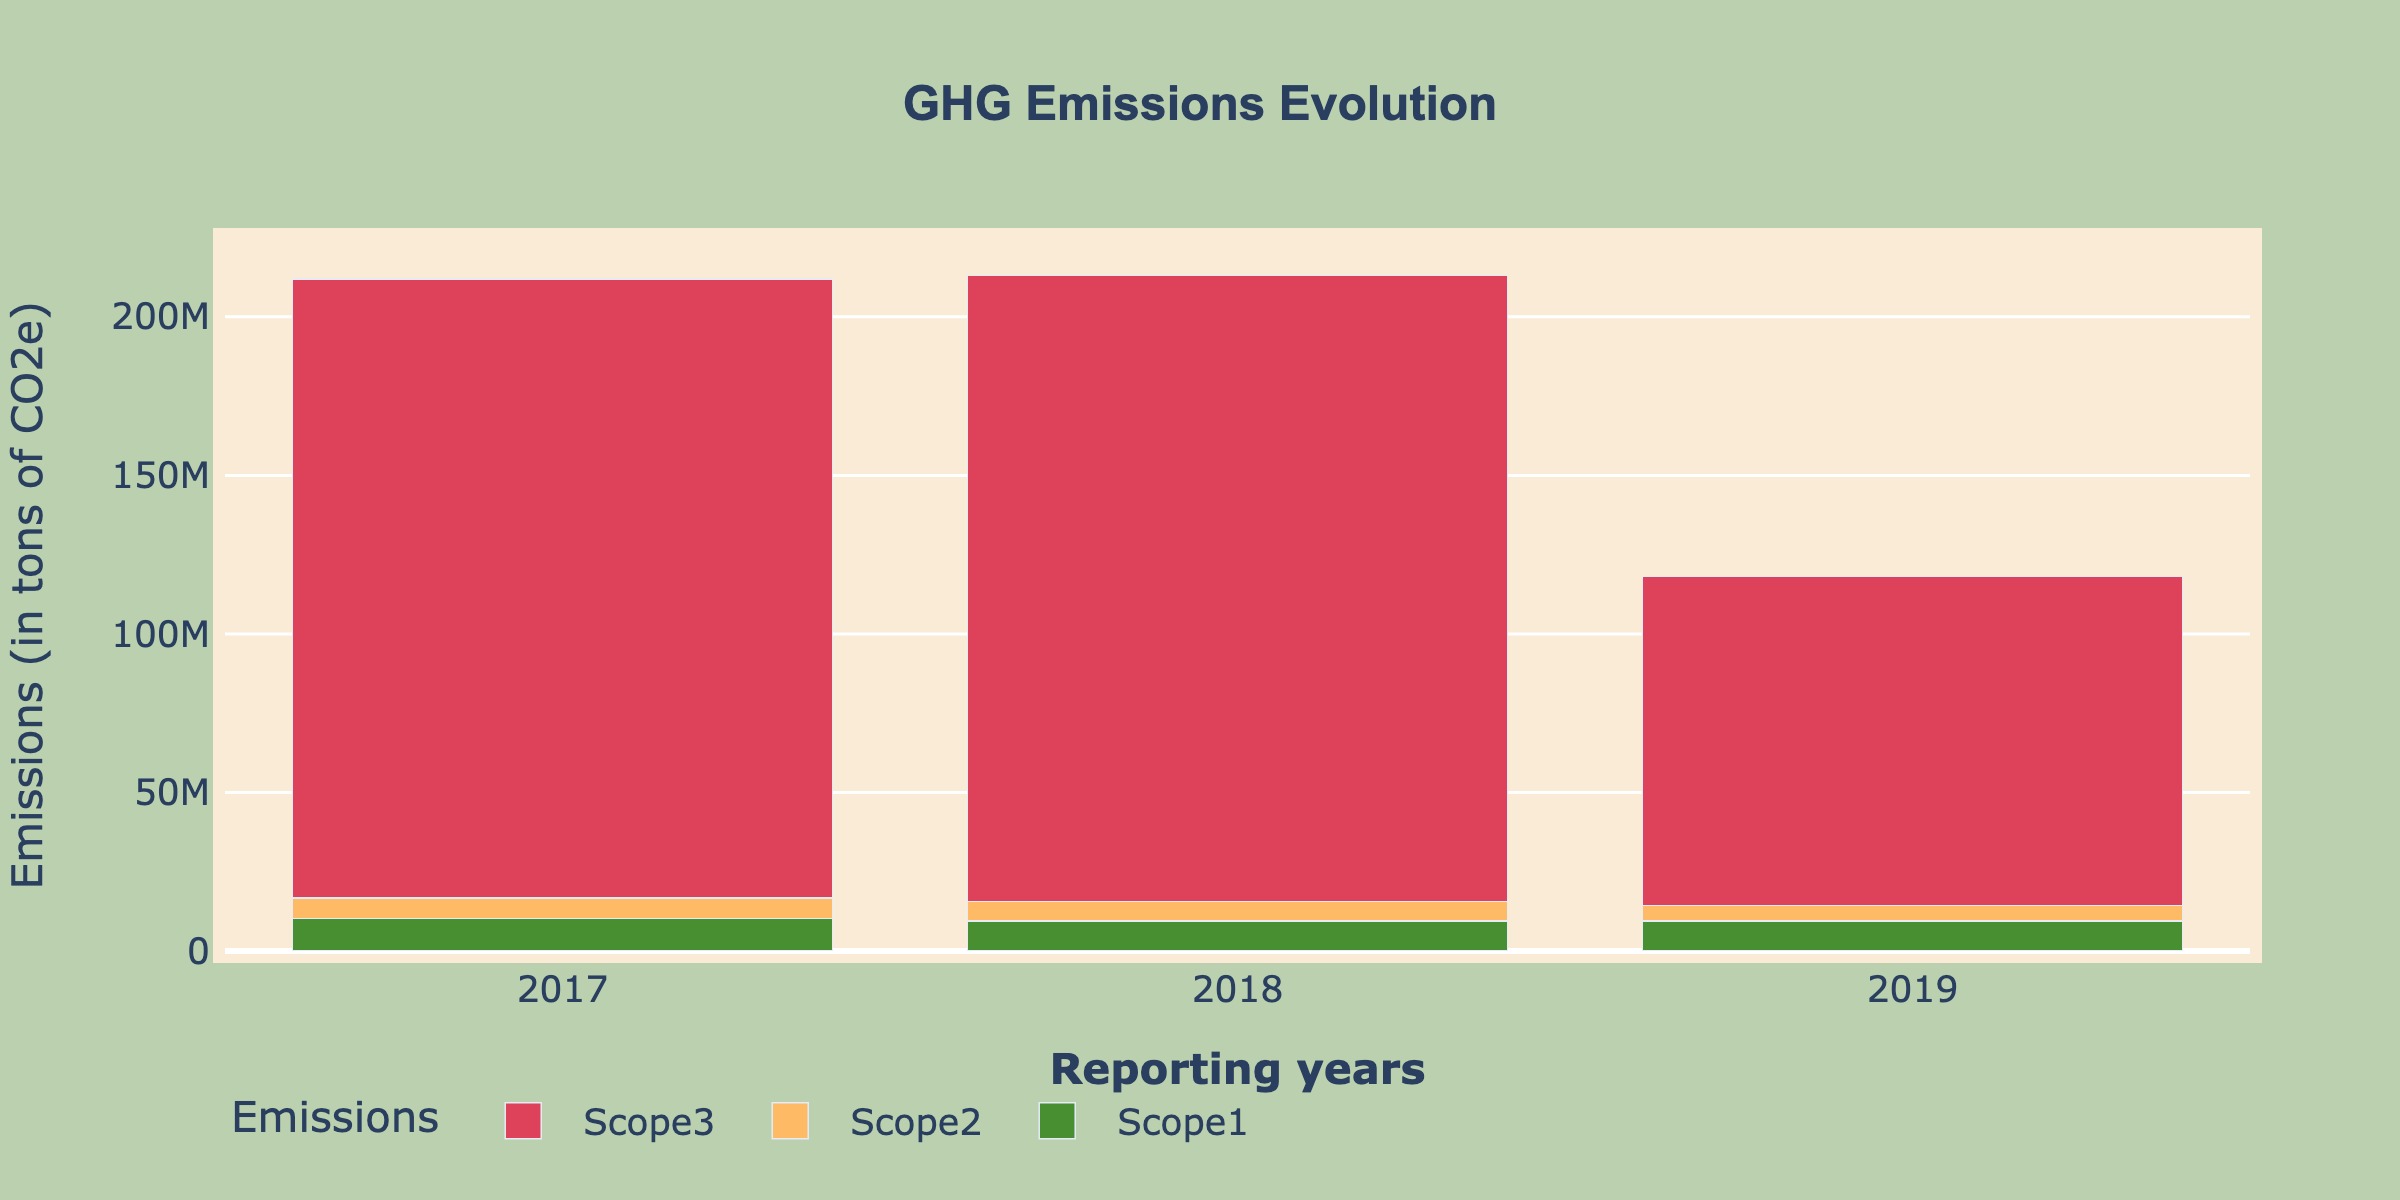 GHG Emissions Evolution
Emissions (in tons of CO2e)
200M
150M
100M
50M
0
2017 2018 2019
Reporting years
Emissions Scope3 Scope2 Scope1